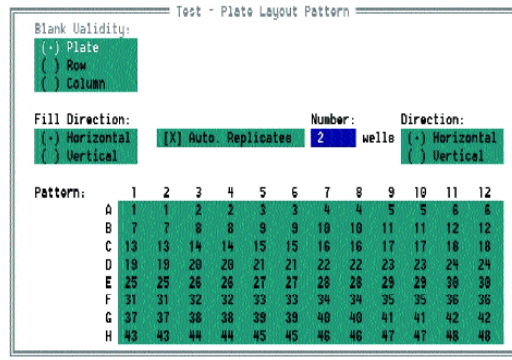 Test - Plate Layout Pattern
Blank Validity:
(·) Plate
( ) Row
( ) Column
Fill Direction: Number: Direction:
(·) Horizontal [X] Auto. Replicates 2 wells (·) Horizontal
( ) Vertical ( ) Vertical
Pattern: 1 2 3 4 5 6 7 8 9 10 11 12
A 1 1 2 2 3 3 4 4 5 5 6 6
B 7 7 8 8 9 9 10 10 11 11 12 12
C 13 13 14 14 15 15 16 16 17 17 18 18
D 19 19 20 20 21 21 22 22 23 23 24 24
E 25 25 26 26 27 27 28 28 29 29 30 30
F 31 31 32 32 33 33 34 34 35 35 36 36
G 37 37 38 38 39 39 40 40 41 41 42 42
H 43 43 44 44 45 45 46 46 47 47 48 48